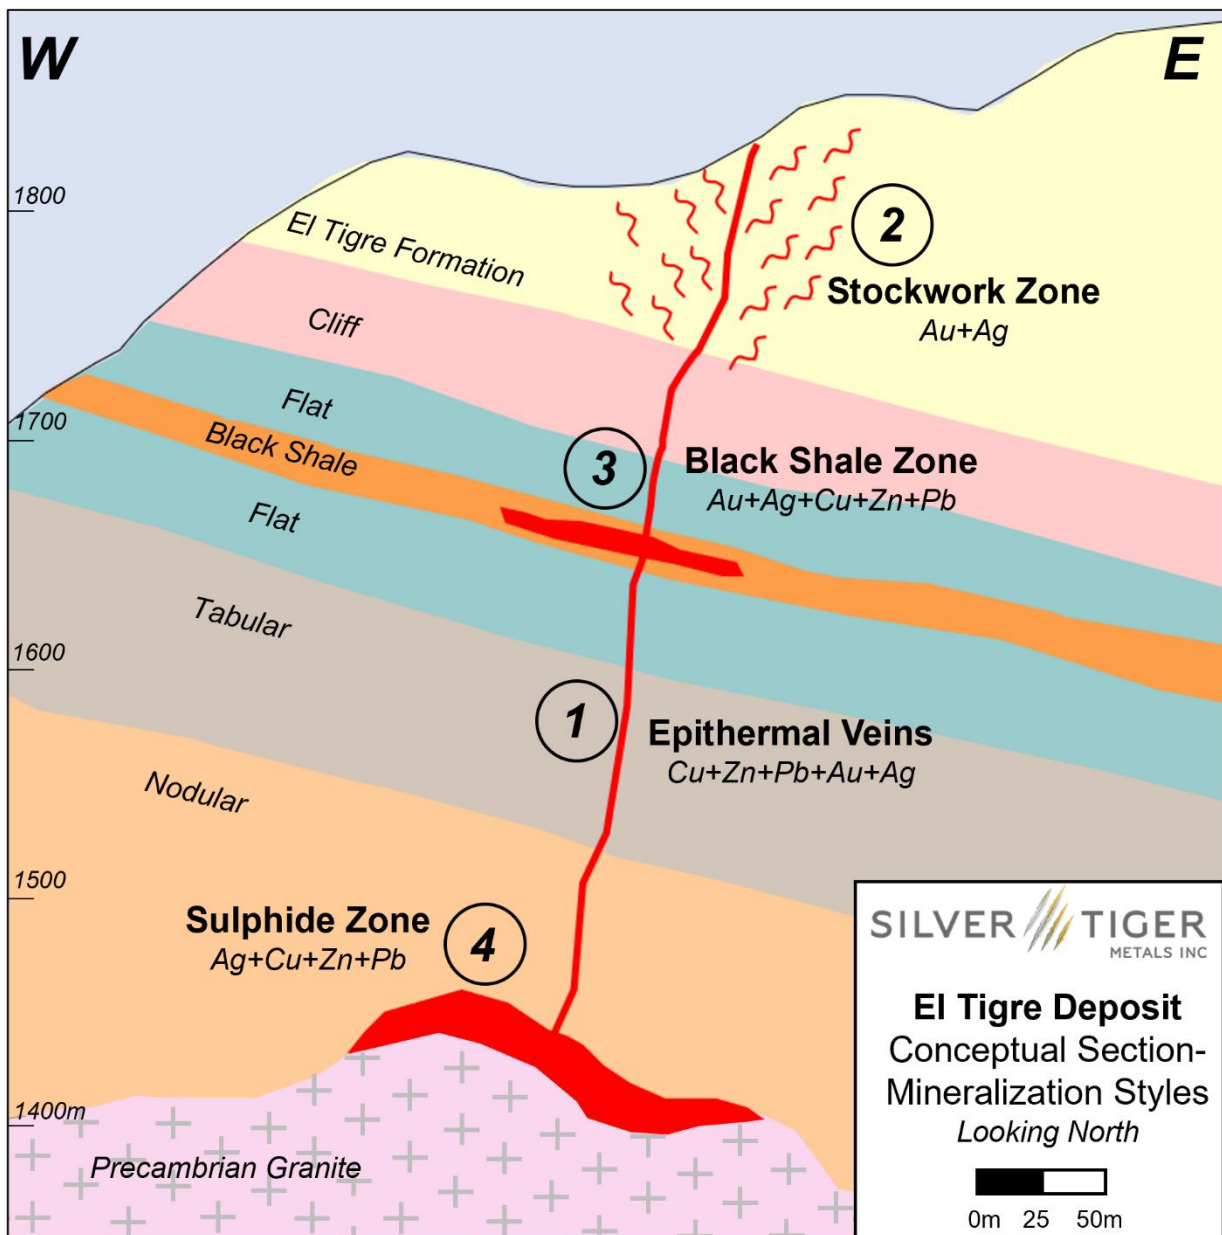 W
E
1800
El Tigre Formation
2
Stockwork Zone
Au+Ag
Cliff
Flat
1700
Black Shale
3
Black Shale Zone
Au+Ag+Cu+Zn+Pb
Flat
Tabular
1600
1
Epithermal Veins
Cu+Zn+Pb+Au+Ag
Nodular
1500
Sulphide Zone
Ag+Cu+Zn+Pb
4
1400m
Precambrian Granite
SILVER TIGER
METALS INC
El Tigre Deposit
Conceptual Section-
Mineralization Styles
Looking North
0m 25 50m